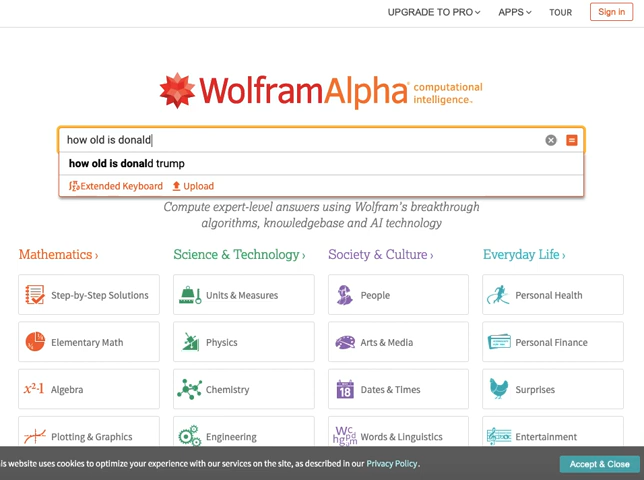 UPGRADE TO PRO APPS TOUR Sign in
WolframAlpha computational intelligence™
how old is donald
how old is donald trump
Extended Keyboard Upload
Compute expert-level answers using Wolfram's breakthrough
algorithms, knowledgebase and AI technology
Mathematics › Science & Technology › Society & Culture › Everyday Life ›
Step-by-Step Solutions Units & Measures People Personal Health
Elementary Math Physics Arts & Media Personal Finance
x²-1 Algebra Chemistry 18 Dates & Times Surprises
Plotting & Graphics Engineering Words & Linguistics Entertainment
is website uses cookies to optimize your experience with our services on the site, as described in our Privacy Policy. Accept & Close